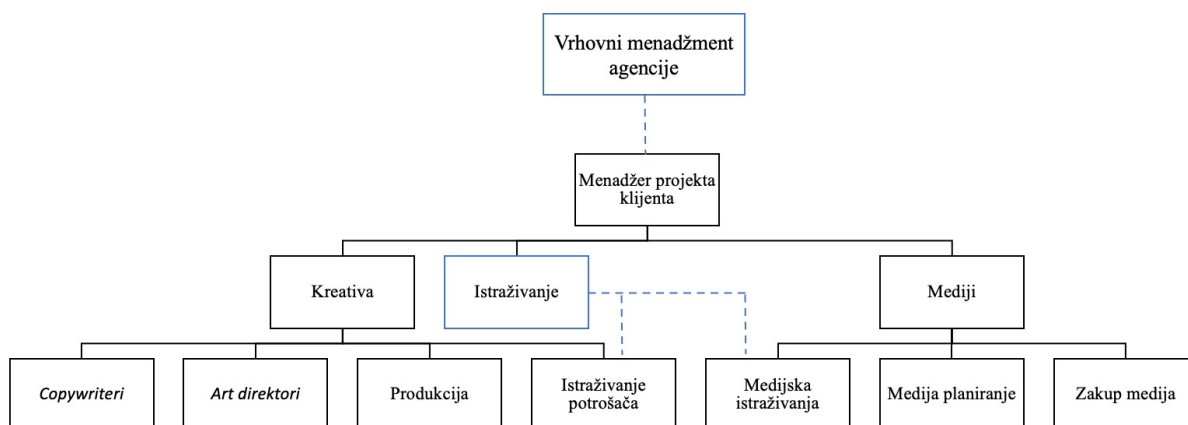 Vrhovni menadžment
agencije
Menadžer projekta
klijenta
Kreativa
Istraživanje
Mediji
Copywriteri
Art direktori
Produkcija
Istraživanje
potrošača
Medijska
istraživanja
Medija planiranje
Zakup medija